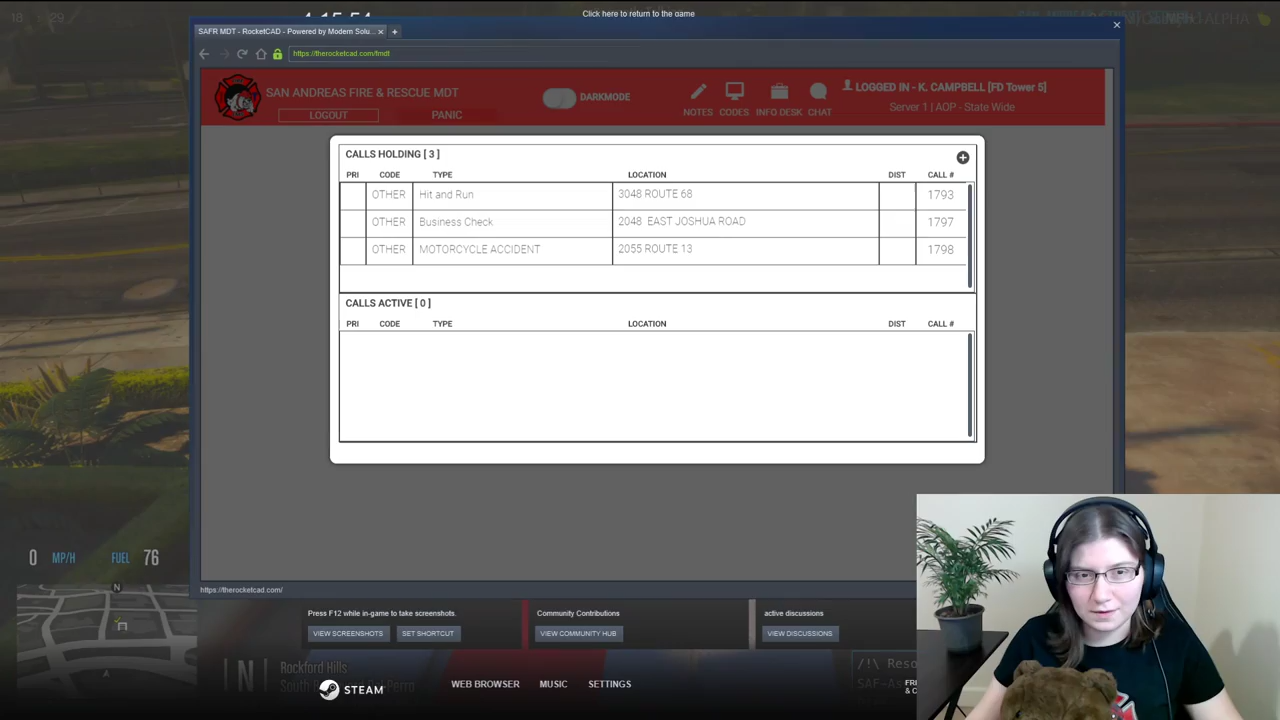 18 29
4:15:54
Click here to return to the game
SAFR MDT - RocketCAD - Powered by Modern Solu...
https://therocketcad.com/fmdt
SAN ANDREAS FIRE & RESCUE MDT
LOGOUT
PANIC
DARKMODE
NOTES
CODES
INFO DESK
CHAT
LOGGED IN - K. CAMPBELL [FD Tower 5]
Server 1 | AOP - State Wide
CALLS HOLDING [ 3 ]
PRI CODE TYPE LOCATION DIST CALL #
OTHER Hit and Run 3048 ROUTE 68 1793
OTHER Business Check 2048 EAST JOSHUA ROAD 1797
OTHER MOTORCYCLE ACCIDENT 2055 ROUTE 13 1798
CALLS ACTIVE [ 0 ]
PRI CODE TYPE LOCATION DIST CALL #
0 MP/H FUEL 76
N
https://therocketcad.com/
Press F12 while in-game to take screenshots.
VIEW SCREENSHOTS
SET SHORTCUT
Community Contributions
VIEW COMMUNITY HUB
active discussions
VIEW DISCUSSIONS
N
Rockford Hills
STEAM
WEB BROWSER
MUSIC
SETTINGS